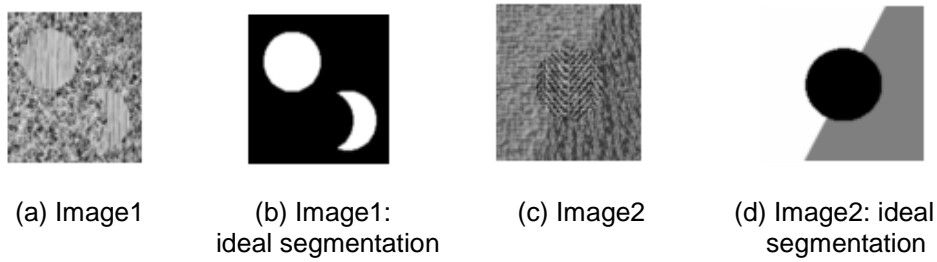 (a) Image1
(b) Image1:
ideal segmentation
(c) Image2
(d) Image2: ideal
segmentation